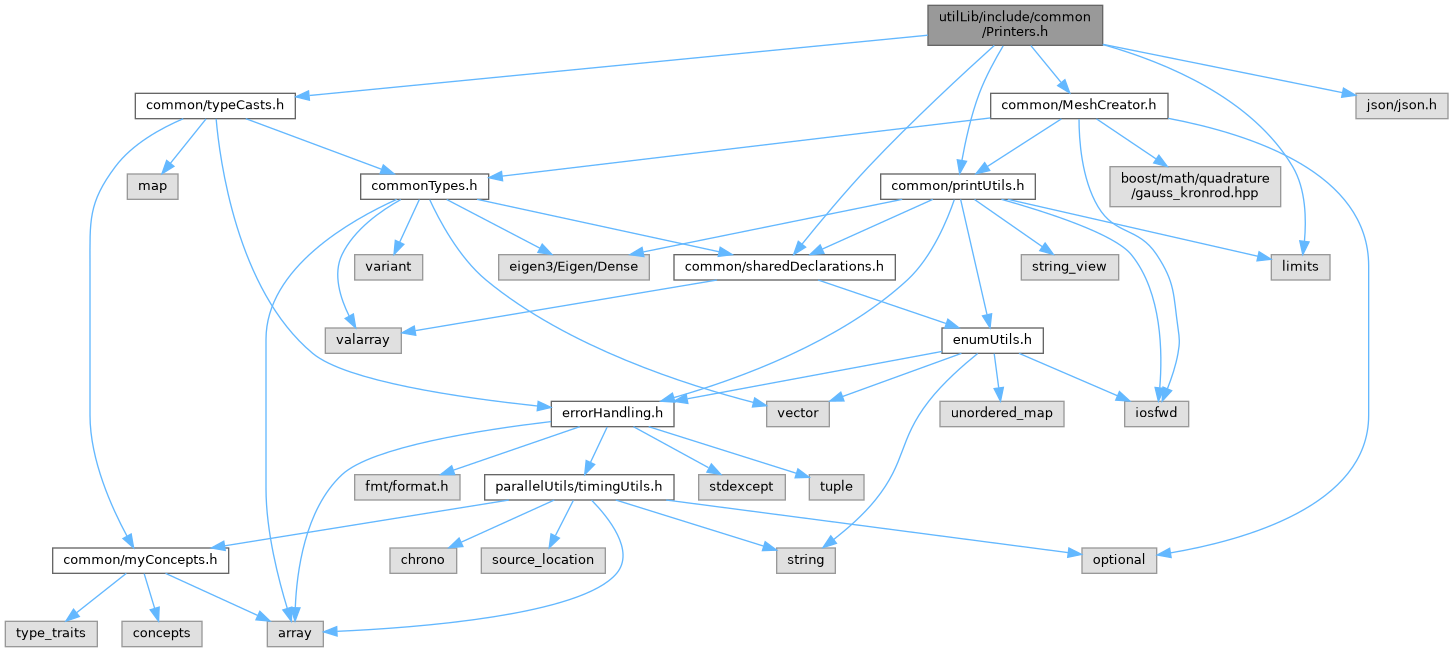 utilLib/include/common
/Printers.h
common/typeCasts.h
common/MeshCreator.h
json/json.h
map
commonTypes.h
common/printUtils.h
boost/math/quadrature
/gauss_kronrod.hpp
variant
eigen3/Eigen/Dense
common/sharedDeclarations.h
string_view
limits
valarray
enumUtils.h
errorHandling.h
vector
unordered_map
iosfwd
fmt/format.h
parallelUtils/timingUtils.h
stdexcept
tuple
common/myConcepts.h
chrono
source_location
string
optional
type_traits
concepts
array